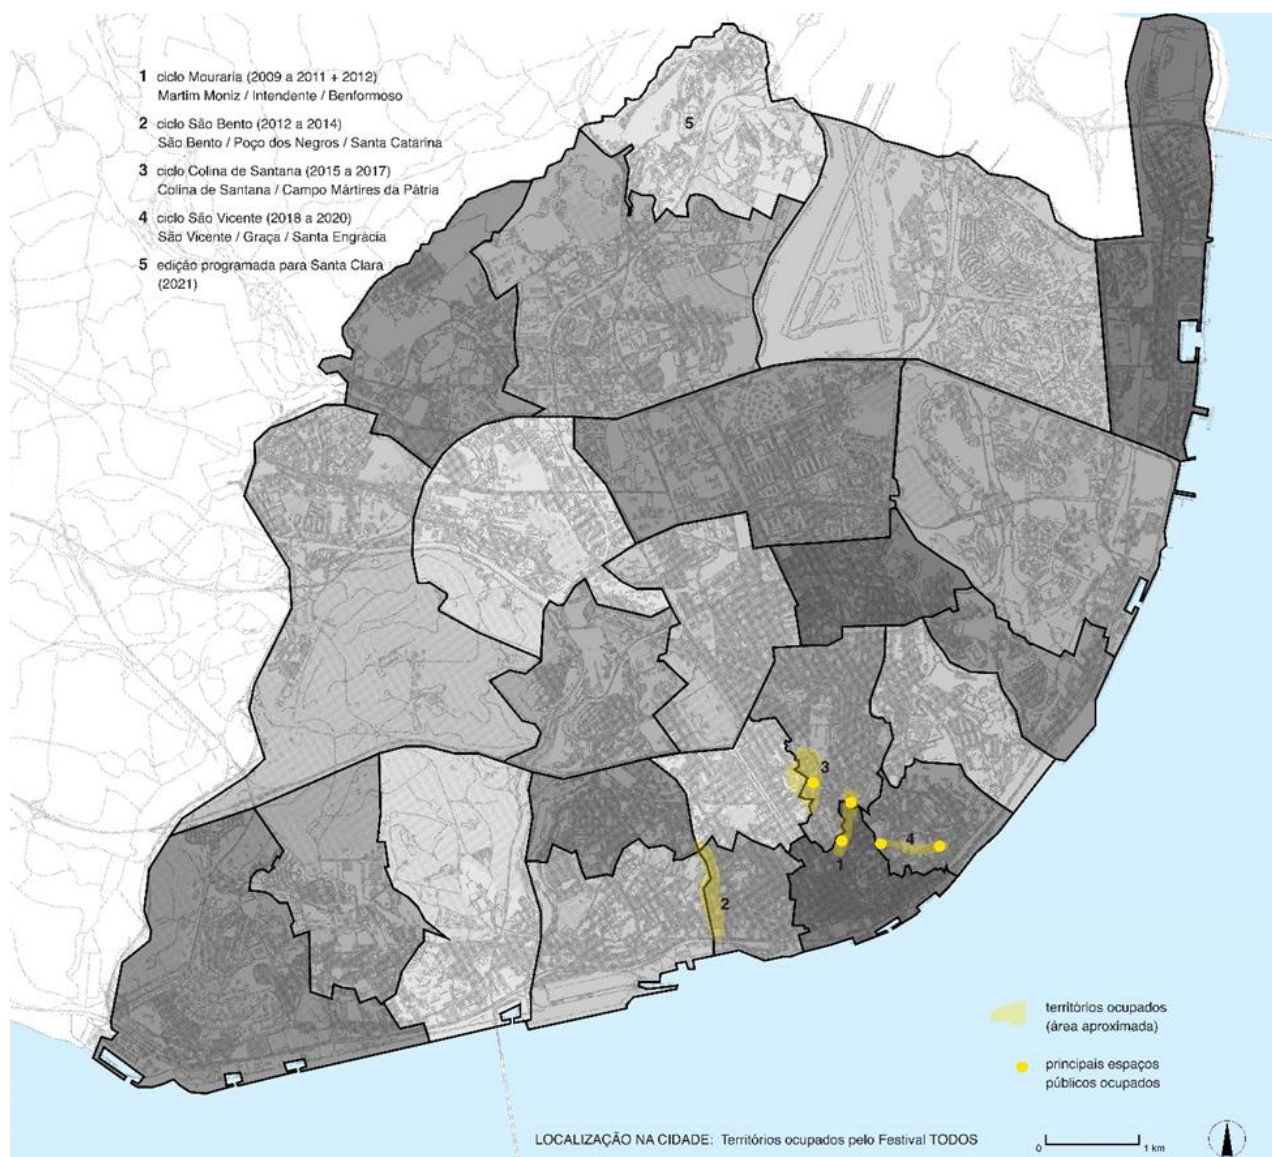 1 ciclo Mouraria (2009 a 2011 + 2012)
Martim Moniz / Intendente / Benformoso
2 ciclo São Bento (2012 a 2014)
São Bento / Poço dos Negros / Santa Catarina
3 ciclo Colina de Santana (2015 a 2017)
Colina de Santana / Campo Mártires da Pátria
4 ciclo São Vicente (2018 a 2020)
São Vicente / Graça / Santa Engrácia
5 edição programada para Santa Clara
(2021)
5
3
4
1
2
territórios ocupados
(área aproximada)
principais espaços
públicos ocupados
LOCALIZAÇÃO NA CIDADE: Territórios ocupados pelo Festival TODOS
0 1 km